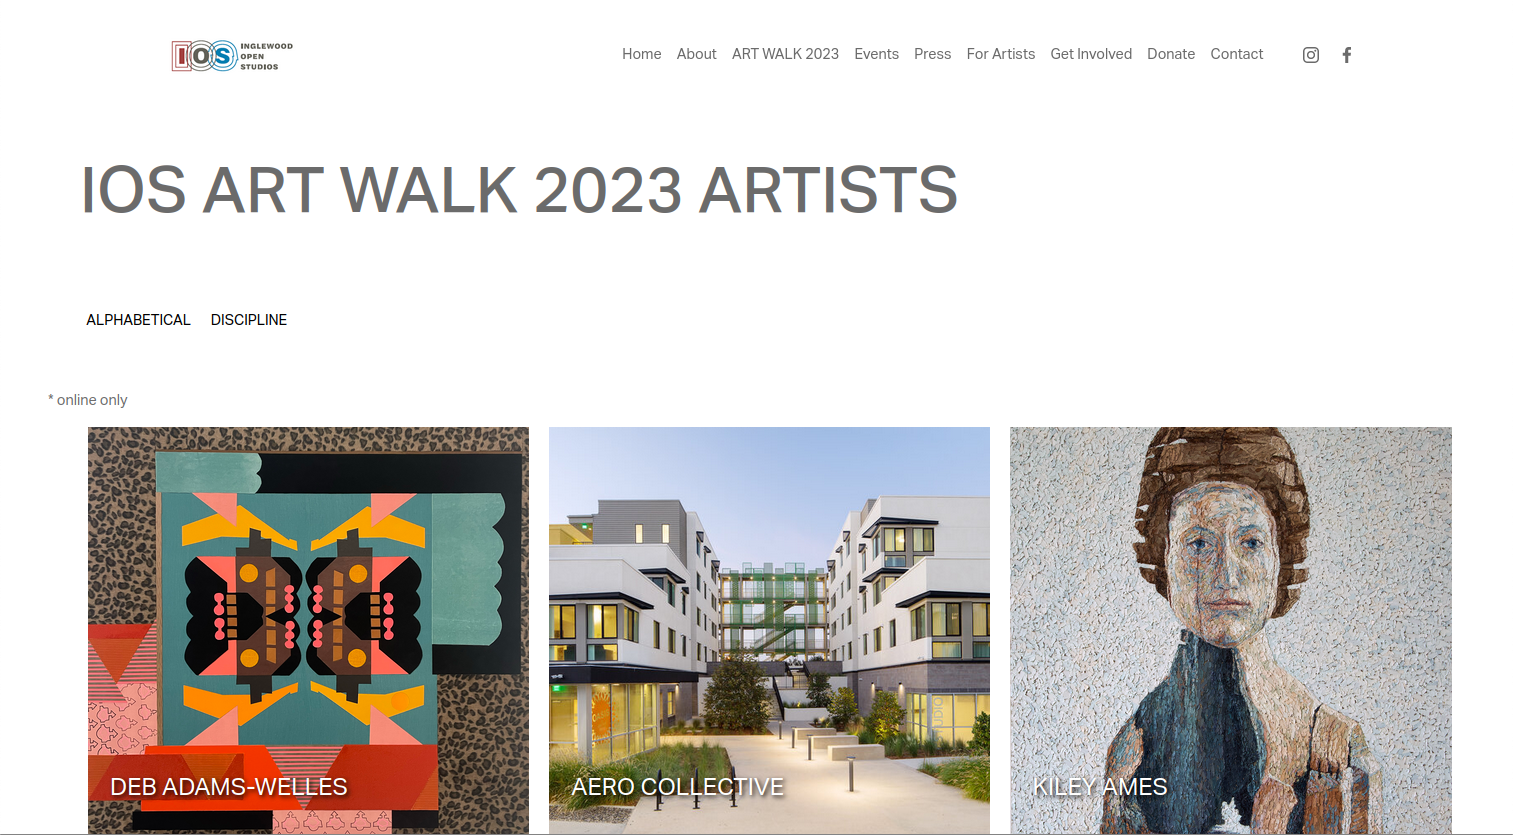 IOS INGLEWOOD
OPEN
STUDIOS
Home About ART WALK 2023 Events Press For Artists Get Involved Donate Contact
IOS ART WALK 2023 ARTISTS
ALPHABETICAL DISCIPLINE
* online only
DEB ADAMS-WELLES AERO COLLECTIVE KILEY AMES